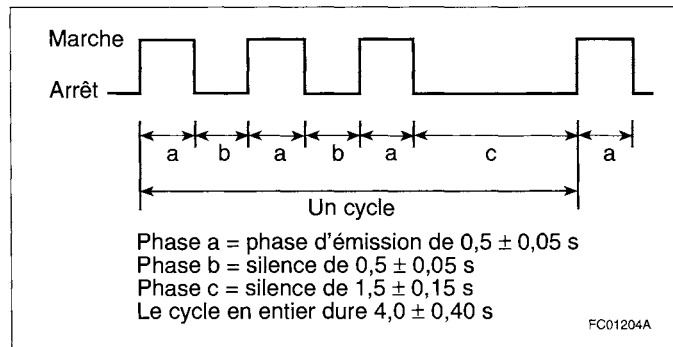 Marche
Arrêt
a b a b a c a
Un cycle
Phase a = phase d'émission de 0,5 ± 0,05 s
Phase b = silence de 0,5 ± 0,05 s
Phase c = silence de 1,5 ± 0,15 s
Le cycle en entier dure 4,0 ± 0,40 s
FC01204A